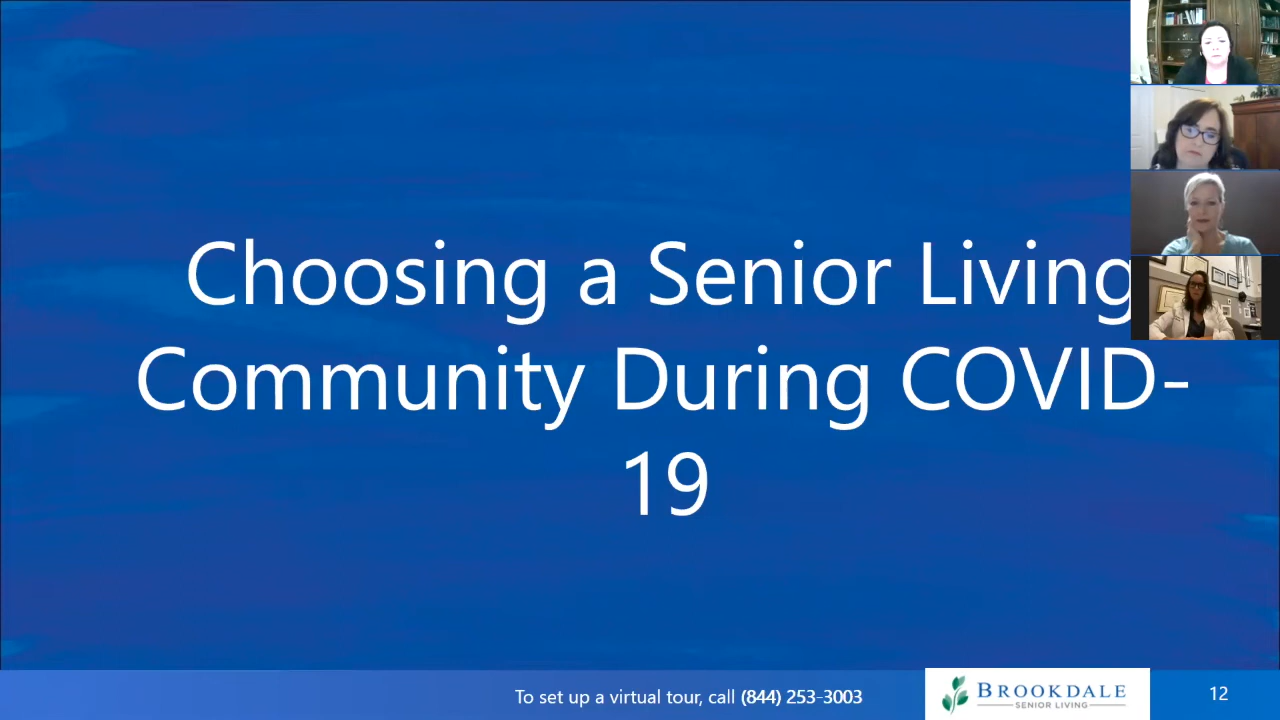 Choosing a Senior Living
Community During COVID-
19
To set up a virtual tour, call (844) 253-3003
BROOKDALE
SENIOR LIVING
12